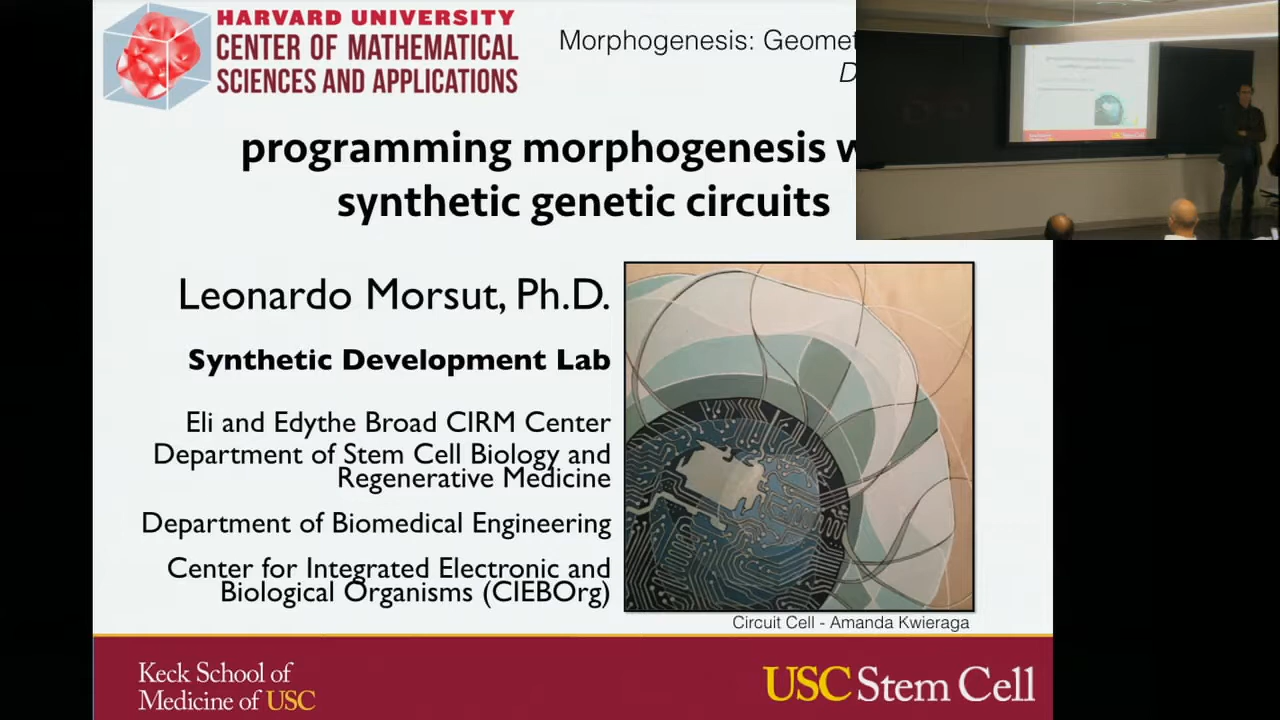 HARVARD UNIVERSITY
CENTER OF MATHEMATICAL
SCIENCES AND APPLICATIONS
Morphogenesis:
programming morphogenesis
synthetic genetic circuits
Leonardo Morsut, Ph.D.
Synthetic Development Lab
Eli and Edythe Broad CIRM Center
Department of Stem Cell Biology and
Regenerative Medicine
Department of Biomedical Engineering
Center for Integrated Electronic and
Biological Organisms (CIEBOrg)
Circuit Cell - Amanda Kwieraga
Keck School of
Medicine of USC
USC Stem Cell